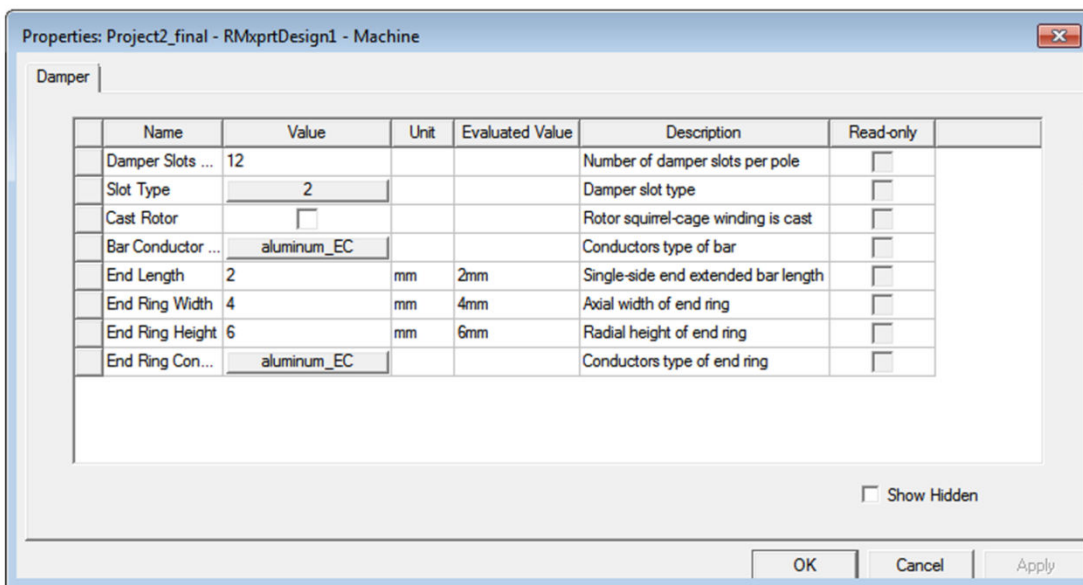 Properties: Project2_final - RMxprtDesign1 - Machine
Damper
Name Value Unit Evaluated Value Description Read-only
Damper Slots ... 12 Number of damper slots per pole
Slot Type 2 Damper slot type
Cast Rotor Rotor squirrel-cage winding is cast
Bar Conductor ... aluminum_EC Conductors type of bar
End Length 2 mm 2mm Single-side end extended bar length
End Ring Width 4 mm 4mm Axial width of end ring
End Ring Height 6 mm 6mm Radial height of end ring
End Ring Con... aluminum_EC Conductors type of end ring
Show Hidden
OK Cancel Apply